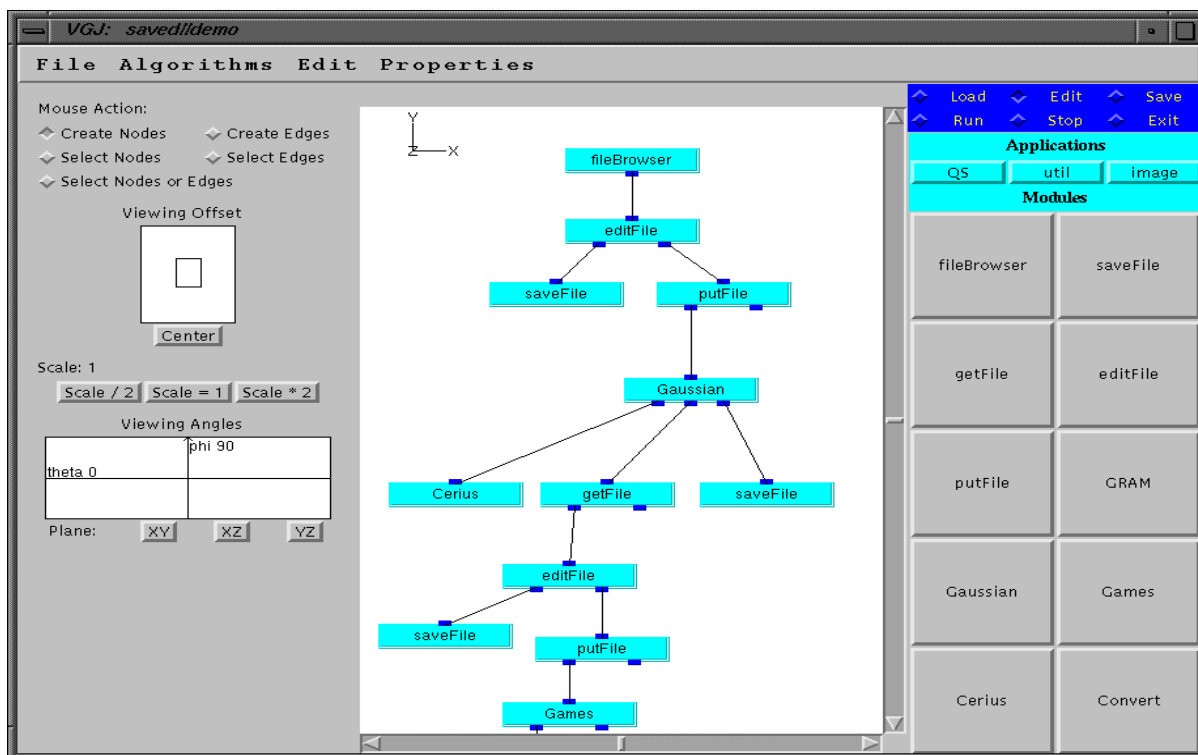 VGJ: saved//demo
File Algorithms Edit Properties
Mouse Action:
Create Nodes Create Edges
Select Nodes Select Edges
Select Nodes or Edges
Viewing Offset
Center
Scale: 1
Scale / 2 Scale = 1 Scale * 2
Viewing Angles
phi 90
theta 0
Plane: XY XZ YZ
Y
Z X
fileBrowser
editFile
saveFile putFile
Gaussian
Cerius getFile saveFile
editFile
saveFile
putFile
Games
Load Edit Save
Run Stop Exit
Applications
QS util image
Modules
fileBrowser saveFile
getFile editFile
putFile GRAM
Gaussian Games
Cerius Convert